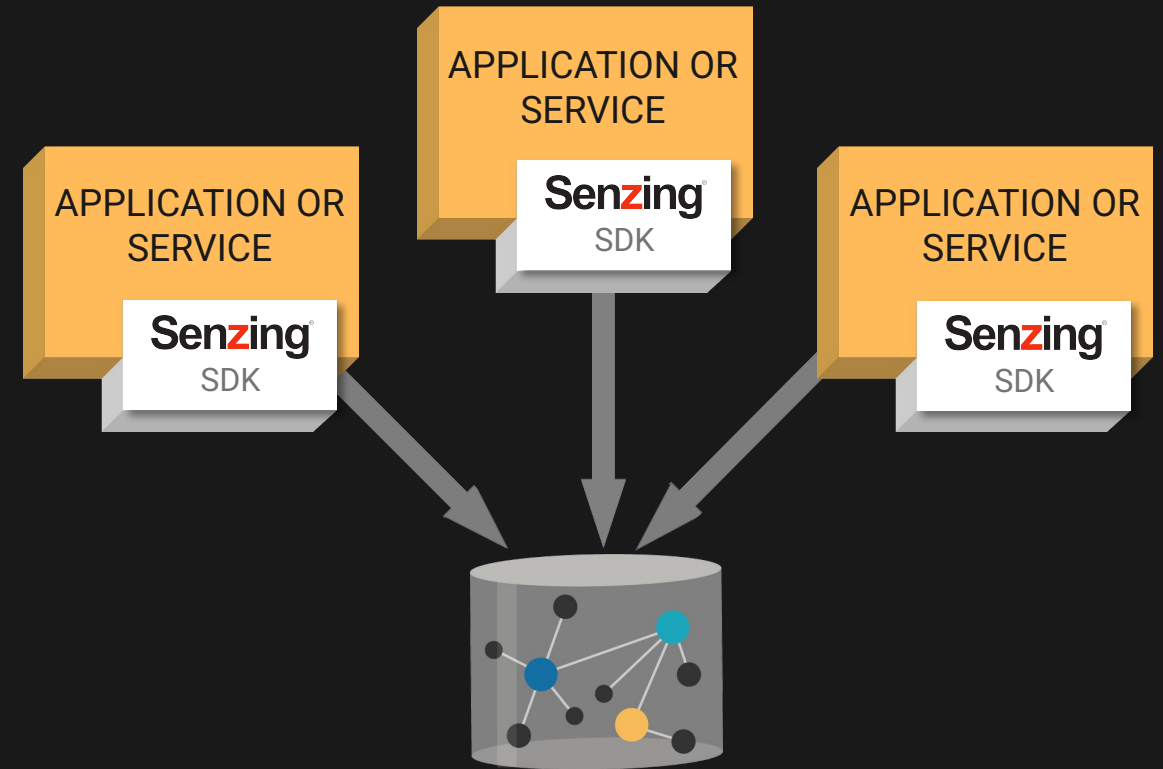 APPLICATION OR
SERVICE
Senzing®
SDK
APPLICATION OR
SERVICE
Senzing®
SDK
APPLICATION OR
SERVICE
Senzing®
SDK